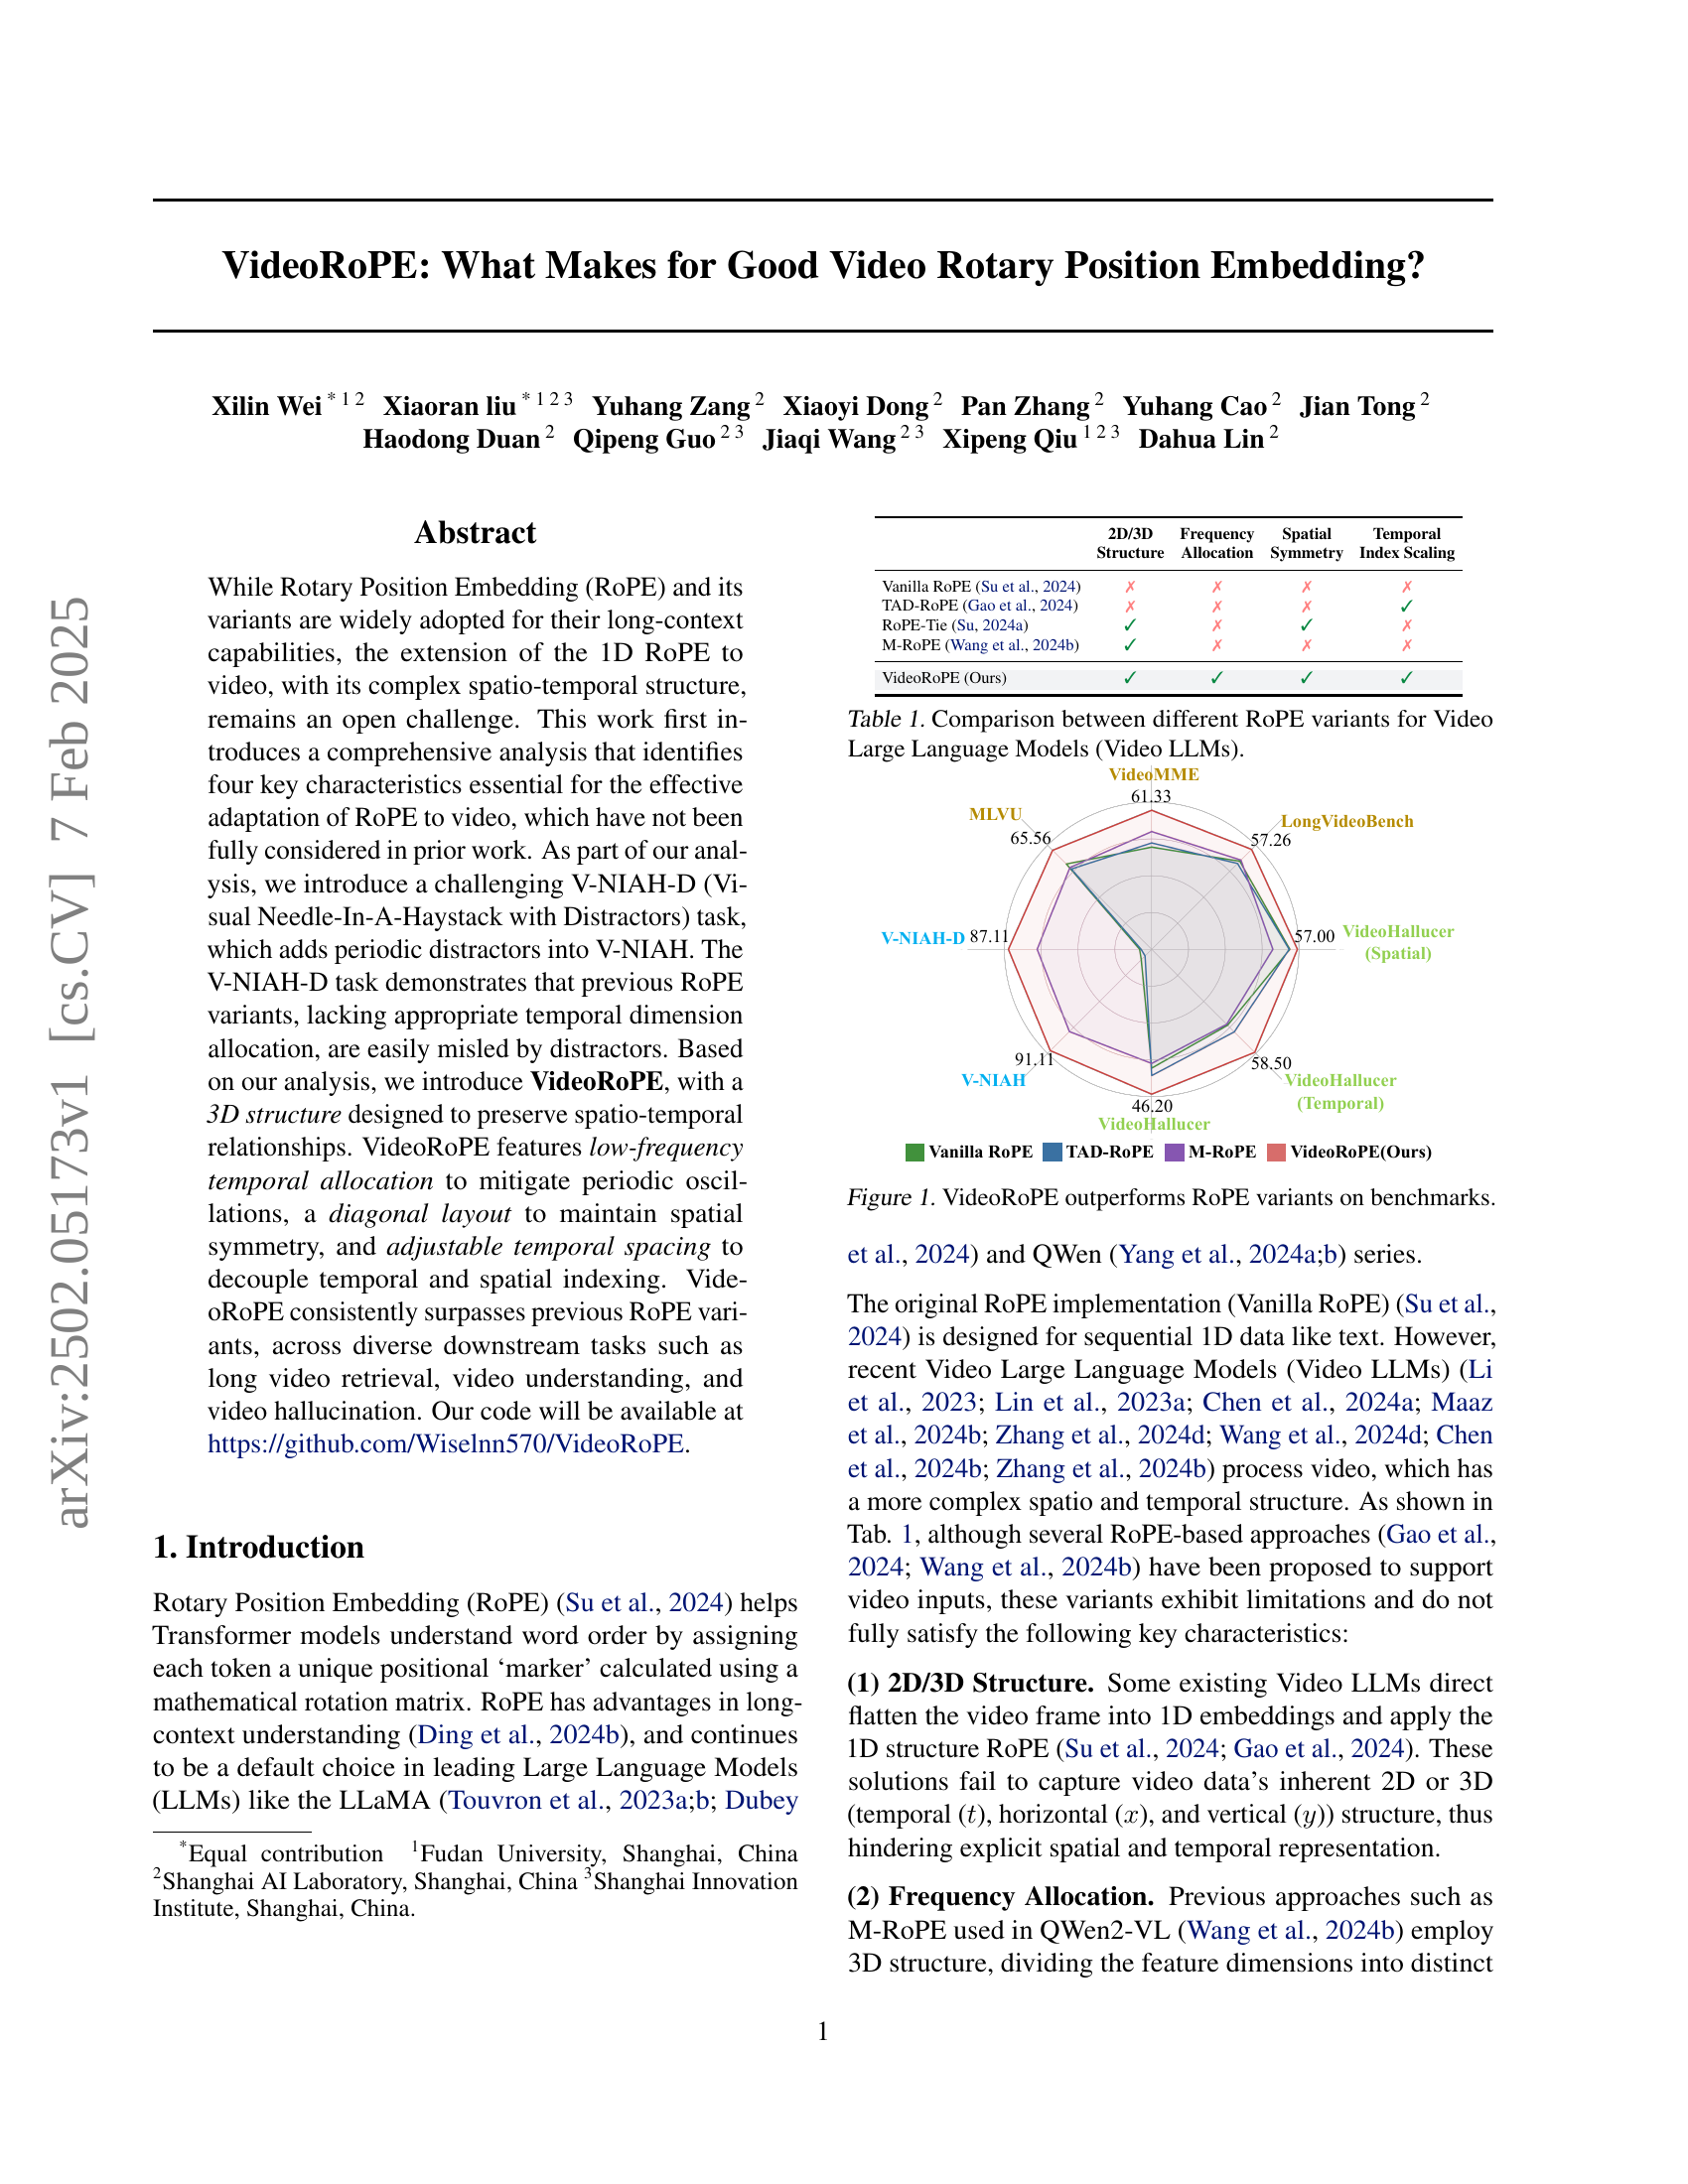 arXiv:2502.05173v1 [cs.CV] 7 Feb 2025
VideoRoPE: What Makes for Good Video Rotary Position Embedding?
Xilin Wei * 1 2 Xiaoran liu * 1 2 3 Yuhang Zang 2 Xiaoyi Dong 2 Pan Zhang 2 Yuhang Cao 2 Jian Tong 2
Haodong Duan 2 Qipeng Guo 2 3 Jiaqi Wang 2 3 Xipeng Qiu 1 2 3 Dahua Lin 2
Abstract
While Rotary Position Embedding (RoPE) and its
variants are widely adopted for their long-context
capabilities, the extension of the 1D RoPE to
video, with its complex spatio-temporal structure,
remains an open challenge. This work first in-
troduces a comprehensive analysis that identifies
four key characteristics essential for the effective
adaptation of RoPE to video, which have not been
fully considered in prior work. As part of our anal-
ysis, we introduce a challenging V-NIAH-D (Vi-
sual Needle-In-A-Haystack with Distractors) task,
which adds periodic distractors into V-NIAH. The
V-NIAH-D task demonstrates that previous RoPE
variants, lacking appropriate temporal dimension
allocation, are easily misled by distractors. Based
on our analysis, we introduce VideoRoPE, with a
3D structure designed to preserve spatio-temporal
relationships. VideoRoPE features low-frequency
temporal allocation to mitigate periodic oscil-
lations, a diagonal layout to maintain spatial
symmetry, and adjustable temporal spacing to
decouple temporal and spatial indexing. Vide-
oRoPE consistently surpasses previous RoPE vari-
ants, across diverse downstream tasks such as
long video retrieval, video understanding, and
video hallucination. Our code will be available at
https://github.com/Wiselnn570/VideoRoPE.
1. Introduction
Rotary Position Embedding (RoPE) (Su et al., 2024) helps
Transformer models understand word order by assigning
each token a unique positional ‘marker’ calculated using a
mathematical rotation matrix. RoPE has advantages in long-
context understanding (Ding et al., 2024b), and continues
to be a default choice in leading Large Language Models
(LLMs) like the LLaMA (Touvron et al., 2023a;b; Dubey
*Equal contribution 1Fudan University, Shanghai, China
2Shanghai AI Laboratory, Shanghai, China 3Shanghai Innovation
Institute, Shanghai, China.
2D/3D Frequency Spatial Temporal
Structure Allocation Symmetry Index Scaling
Vanilla RoPE (Su et al., 2024) ✗ ✗ ✗ ✗
TAD-RoPE (Gao et al., 2024) ✗ ✗ ✗ ✓
RoPE-Tie (Su, 2024a) ✓ ✗ ✓ ✗
M-RoPE (Wang et al., 2024b) ✓ ✗ ✗ ✗
VideoRoPE (Ours) ✓ ✓ ✓ ✓
Table 1. Comparison between different RoPE variants for Video
Large Language Models (Video LLMs).
VideoMME
61.33
MLVU
65.56
LongVideoBench
57.26
V-NIAH-D 87.11
57.00 VideoHallucer
(Spatial)
91.11
V-NIAH
58.50
VideoHallucer
(Temporal)
46.20
VideoHallucer
Vanilla RoPE TAD-RoPE M-RoPE VideoRoPE(Ours)
Figure 1. VideoRoPE outperforms RoPE variants on benchmarks.
et al., 2024) and QWen (Yang et al., 2024a;b) series.
The original RoPE implementation (Vanilla RoPE) (Su et al.,
2024) is designed for sequential 1D data like text. However,
recent Video Large Language Models (Video LLMs) (Li
et al., 2023; Lin et al., 2023a; Chen et al., 2024a; Maaz
et al., 2024b; Zhang et al., 2024d; Wang et al., 2024d; Chen
et al., 2024b; Zhang et al., 2024b) process video, which has
a more complex spatio and temporal structure. As shown in
Tab. 1, although several RoPE-based approaches (Gao et al.,
2024; Wang et al., 2024b) have been proposed to support
video inputs, these variants exhibit limitations and do not
fully satisfy the following key characteristics:
(1) 2D/3D Structure. Some existing Video LLMs direct
flatten the video frame into 1D embeddings and apply the
1D structure RoPE (Su et al., 2024; Gao et al., 2024). These
solutions fail to capture video data’s inherent 2D or 3D
(temporal (t), horizontal (x), and vertical (y)) structure, thus
hindering explicit spatial and temporal representation.
(2) Frequency Allocation. Previous approaches such as
M-RoPE used in QWen2-VL (Wang et al., 2024b) employ
3D structure, dividing the feature dimensions into distinct
1